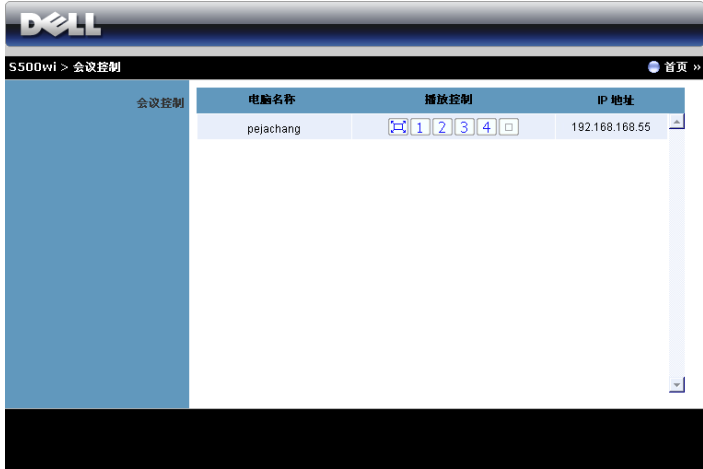 DELL
S500wi > 会议控制
首页 »
会议控制
电脑名称 播放控制 IP 地址
pejachang 1 2 3 4 192.168.168.55